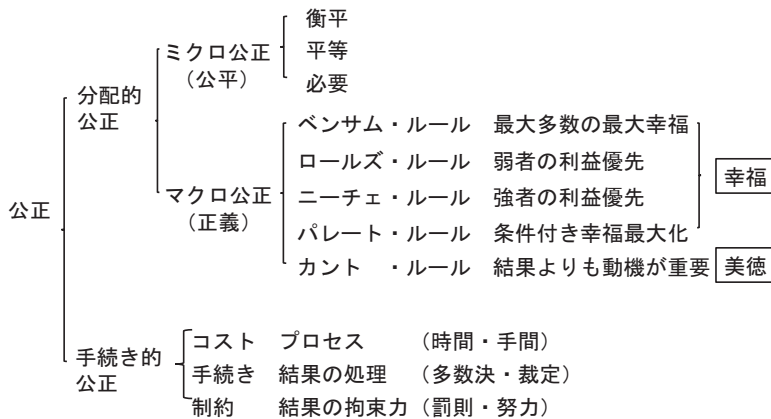 衡平
ミクロ公正
平等
(公平)
必要
分配的
公正
ベンサム・ルール 最大多数の最大幸福
ロールズ・ルール 弱者の利益優先
幸福
マクロ公正
ニーチェ・ルール 強者の利益優先
(正義)
公正
パレート・ルール 条件付き幸福最大化
カント ・ルール 結果よりも動機が重要
美徳
コスト プロセス (時間・手間)
手続き的
公正
手続き 結果の処理 (多数決・裁定)
制約 結果の拘束力 (罰則・努力)